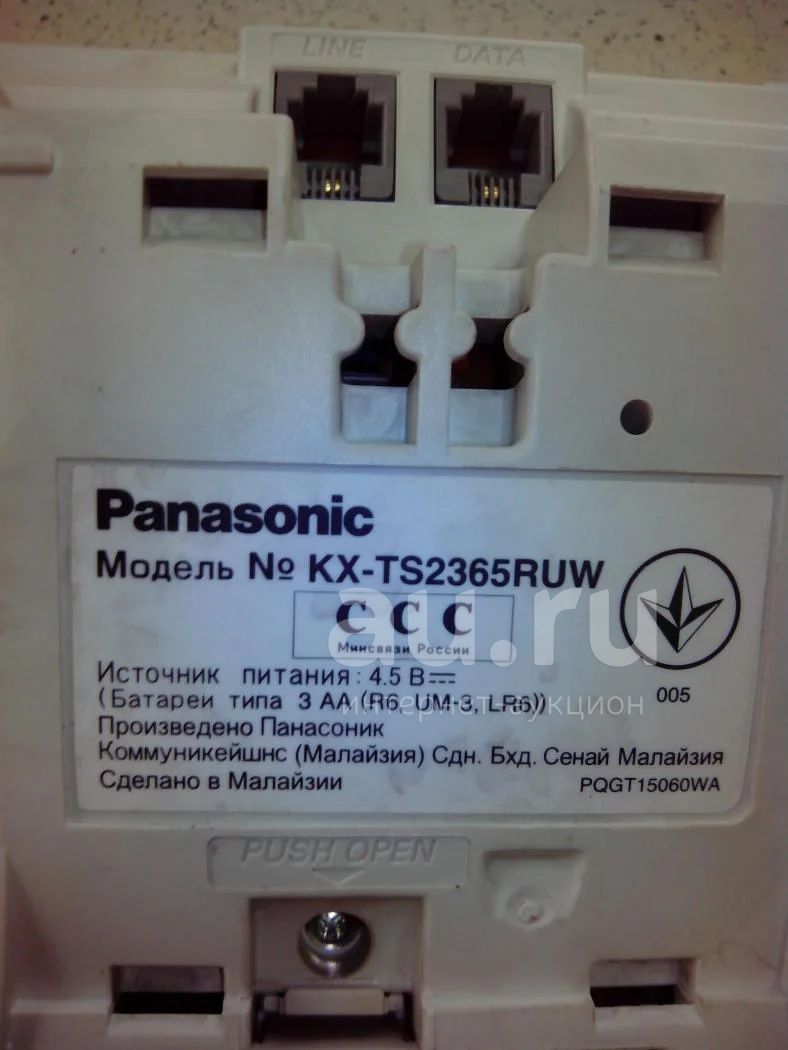 LINE DATA
Panasonic
Модель № KX-TS2365RUW
ССС
Минсвязи России
Источник питания: 4.5 В
(Батареи типа 3 AA (R6, UM-3, LR6))
005
Произведено Панасоник
Коммуникейшнс (Малайзия) Сдн. Бхд. Сенай Малайзия
Сделано в Малайзии PQGT15060WA
PUSH OPEN
au.ru
интернет-аукцион